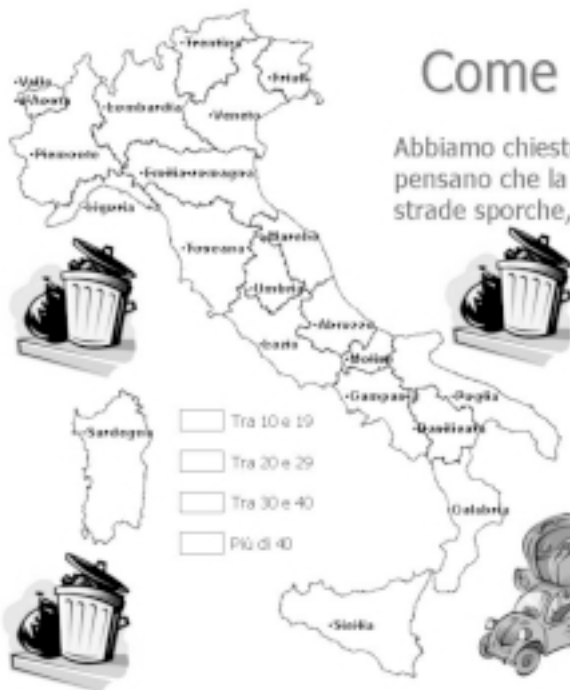 Come
Abbiamo chiest
pensano che la
strade sporche,
Trentino
Friuli
Valle
d'Aosta
Lombardia
Veneto
Piemonte
Emilia-romagna
Liguria
Toscana
Marche
Umbria
Abruzzo
Lazio
Molise
Campania
Puglia
Basilicata
Sardegna
Calabria
Sicilia
Tra 10 e 19
Tra 20 e 29
Tra 30 e 40
Più di 40